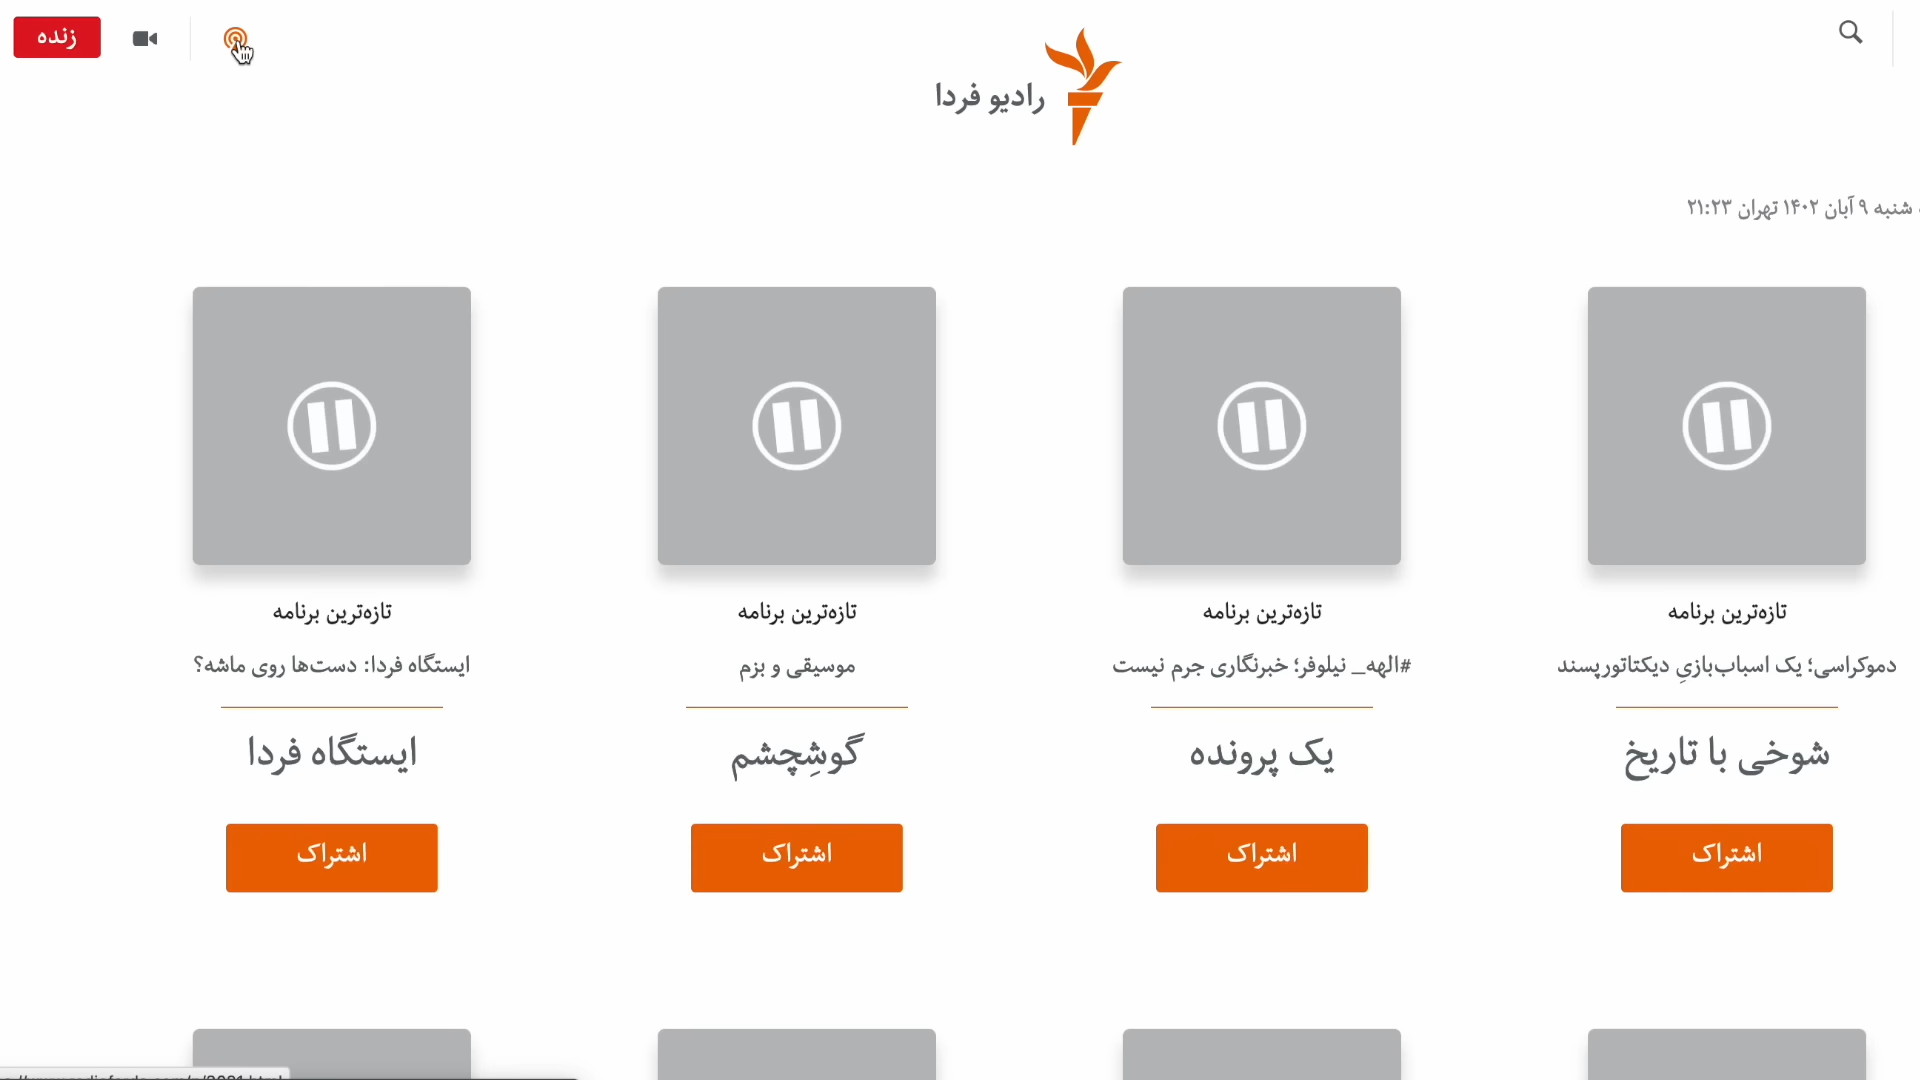 زنده
رادیو فردا
شنبه ۹ آبان ۱۴۰۲ تهران ۲۱:۲۳
تازه‌ترین برنامه
دموکراسی؛ یک اسباب‌بازیِ دیکتاتورپسند
شوخی با تاریخ
اشتراک
تازه‌ترین برنامه
#الهه_ نیلوفر؛ خبرنگاری جرم نیست
یک پرونده
اشتراک
تازه‌ترین برنامه
موسیقی و بزم
گوشِچشم
اشتراک
تازه‌ترین برنامه
ایستگاه فردا: دست‌ها روی ماشه؟
ایستگاه فردا
اشتراک